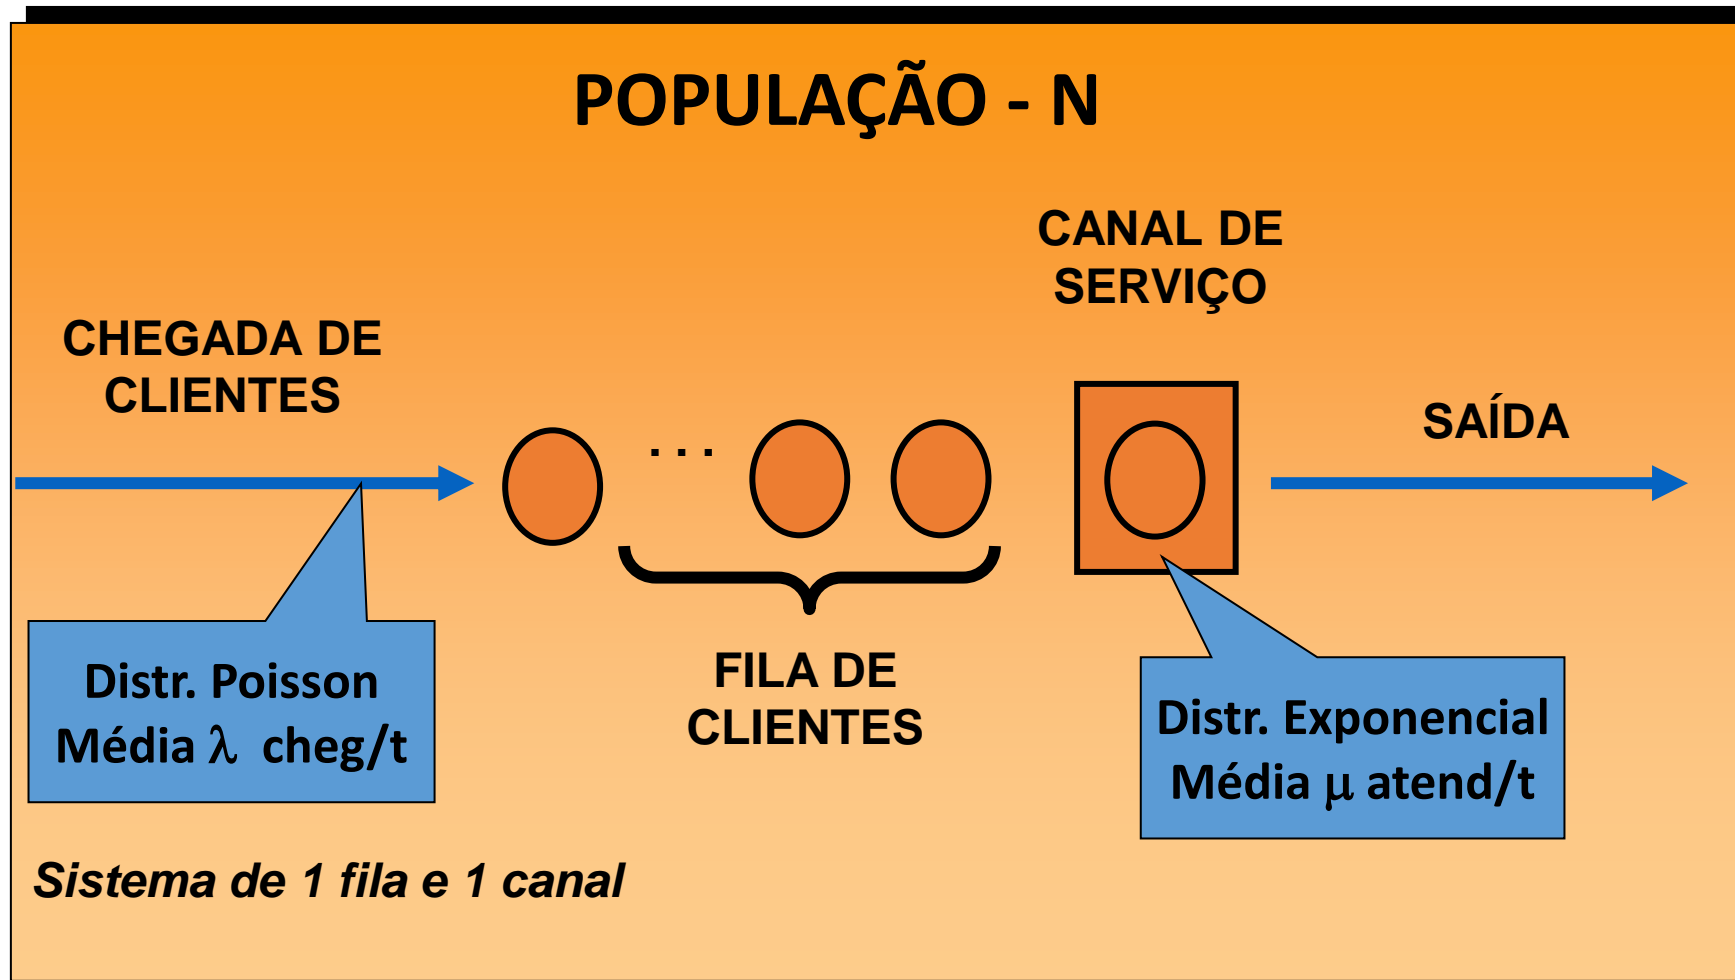 POPULAÇÃO - N
CANAL DE
SERVIÇO
CHEGADA DE
CLIENTES
. . .
SAÍDA
FILA DE
CLIENTES
Distr. Poisson
Média λ cheg/t
Distr. Exponencial
Média μ atend/t
Sistema de 1 fila e 1 canal